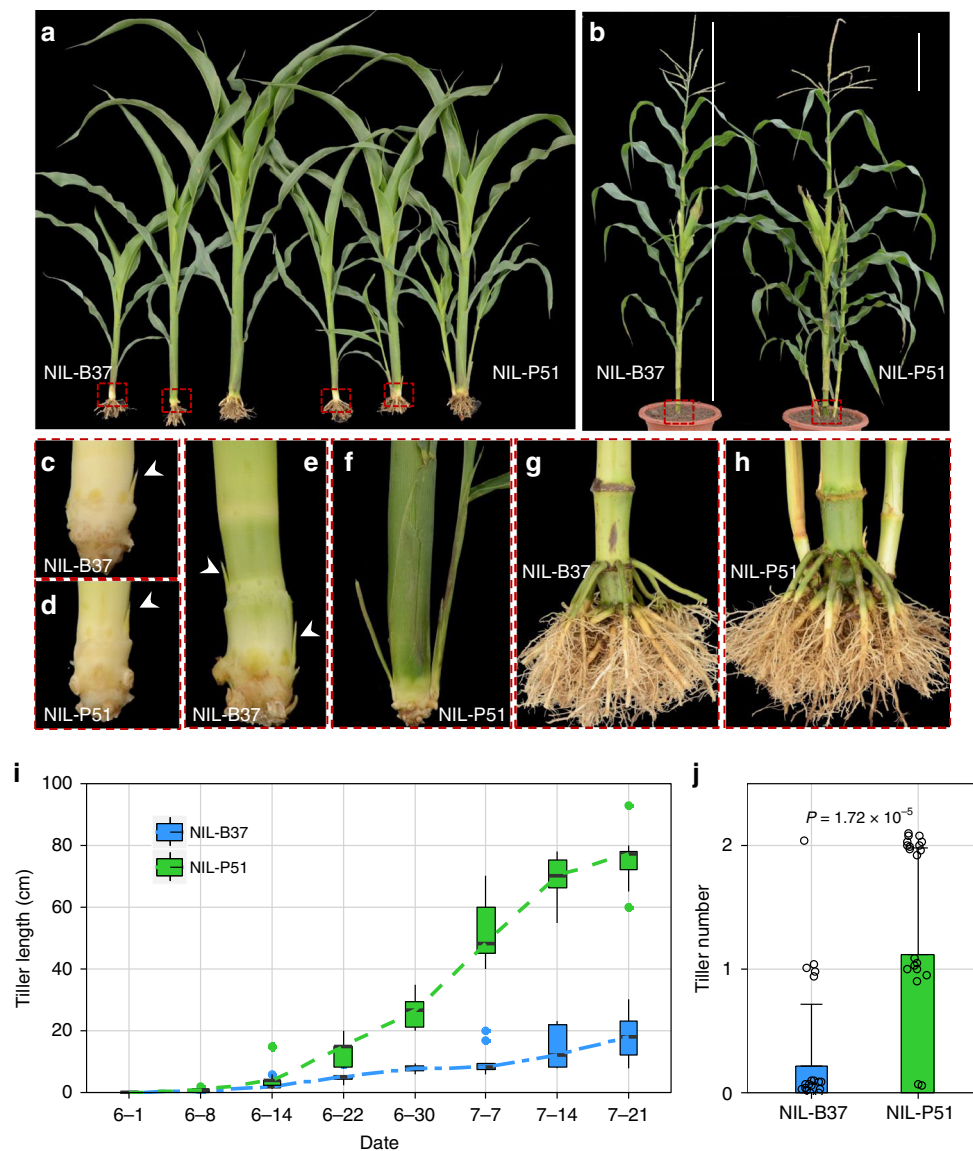 a
b
NIL-B37
NIL-P51
NIL-B37
NIL-P51
c
NIL-B37
d
NIL-P51
e
NIL-B37
f
NIL-P51
g
NIL-B37
h
NIL-P51
i
100
80
60
40
20
0
Tiller length (cm)
NIL-B37
NIL-P51
6–1
6–8
6–14
6–22
6–30
7–7
7–14
7–21
Date
j
P = 1.72 × 10⁻⁵
2
1
0
Tiller number
NIL-B37
NIL-P51